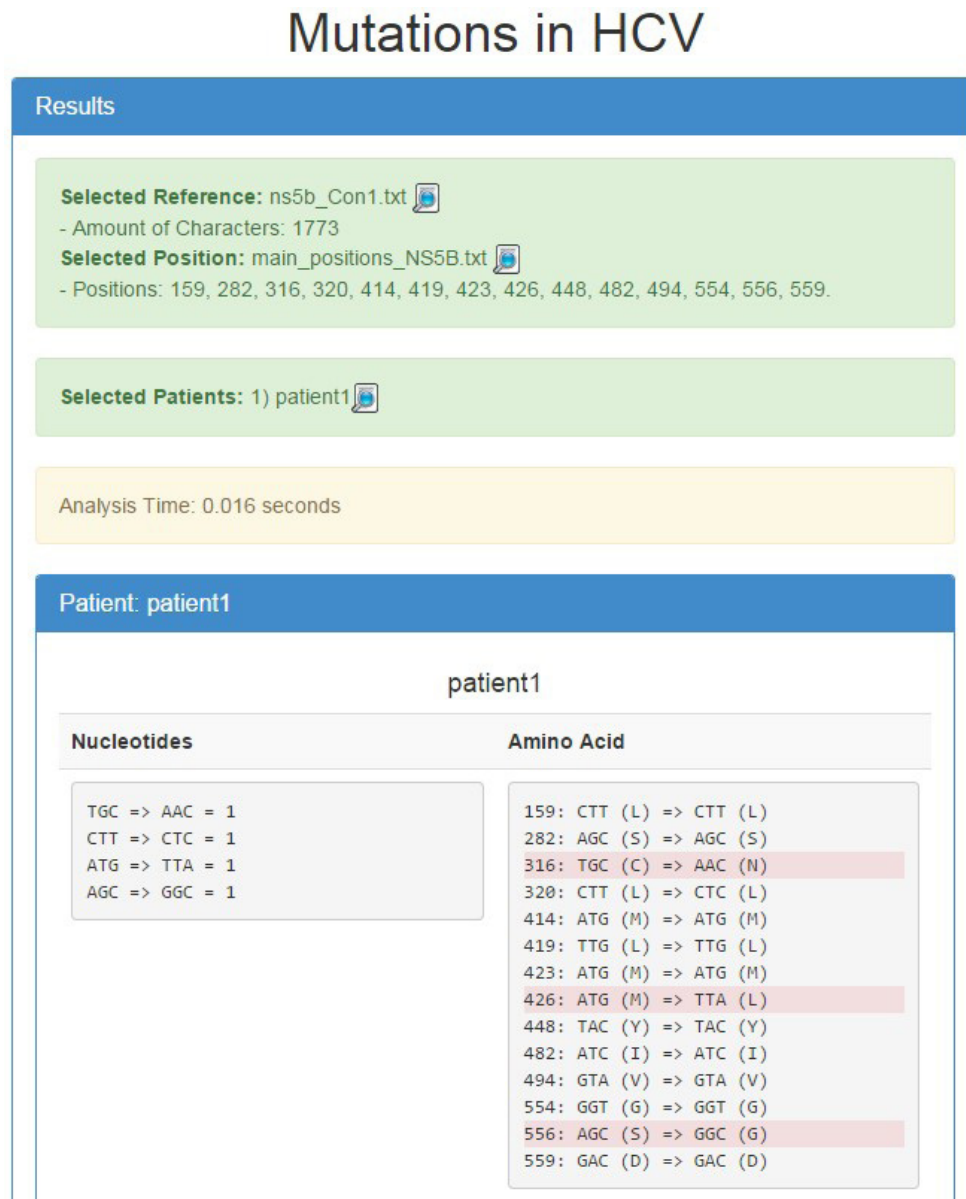 Mutations in HCV
Results
Selected Reference: ns5b_Con1.txt
- Amount of Characters: 1773
Selected Position: main_positions_NS5B.txt
- Positions: 159, 282, 316, 320, 414, 419, 423, 426, 448, 482, 494, 554, 556, 559.
Selected Patients: 1) patient1
Analysis Time: 0.016 seconds
Patient: patient1
patient1
Nucleotides
TGC => AAC = 1
CTT => CTC = 1
ATG => TTA = 1
AGC => GGC = 1
Amino Acid
159: CTT (L) => CTT (L)
282: AGC (S) => AGC (S)
316: TGC (C) => AAC (N)
320: CTT (L) => CTC (L)
414: ATG (M) => ATG (M)
419: TTG (L) => TTG (L)
423: ATG (M) => ATG (M)
426: ATG (M) => TTA (L)
448: TAC (Y) => TAC (Y)
482: ATC (I) => ATC (I)
494: GTA (V) => GTA (V)
554: GGT (G) => GGT (G)
556: AGC (S) => GGC (G)
559: GAC (D) => GAC (D)